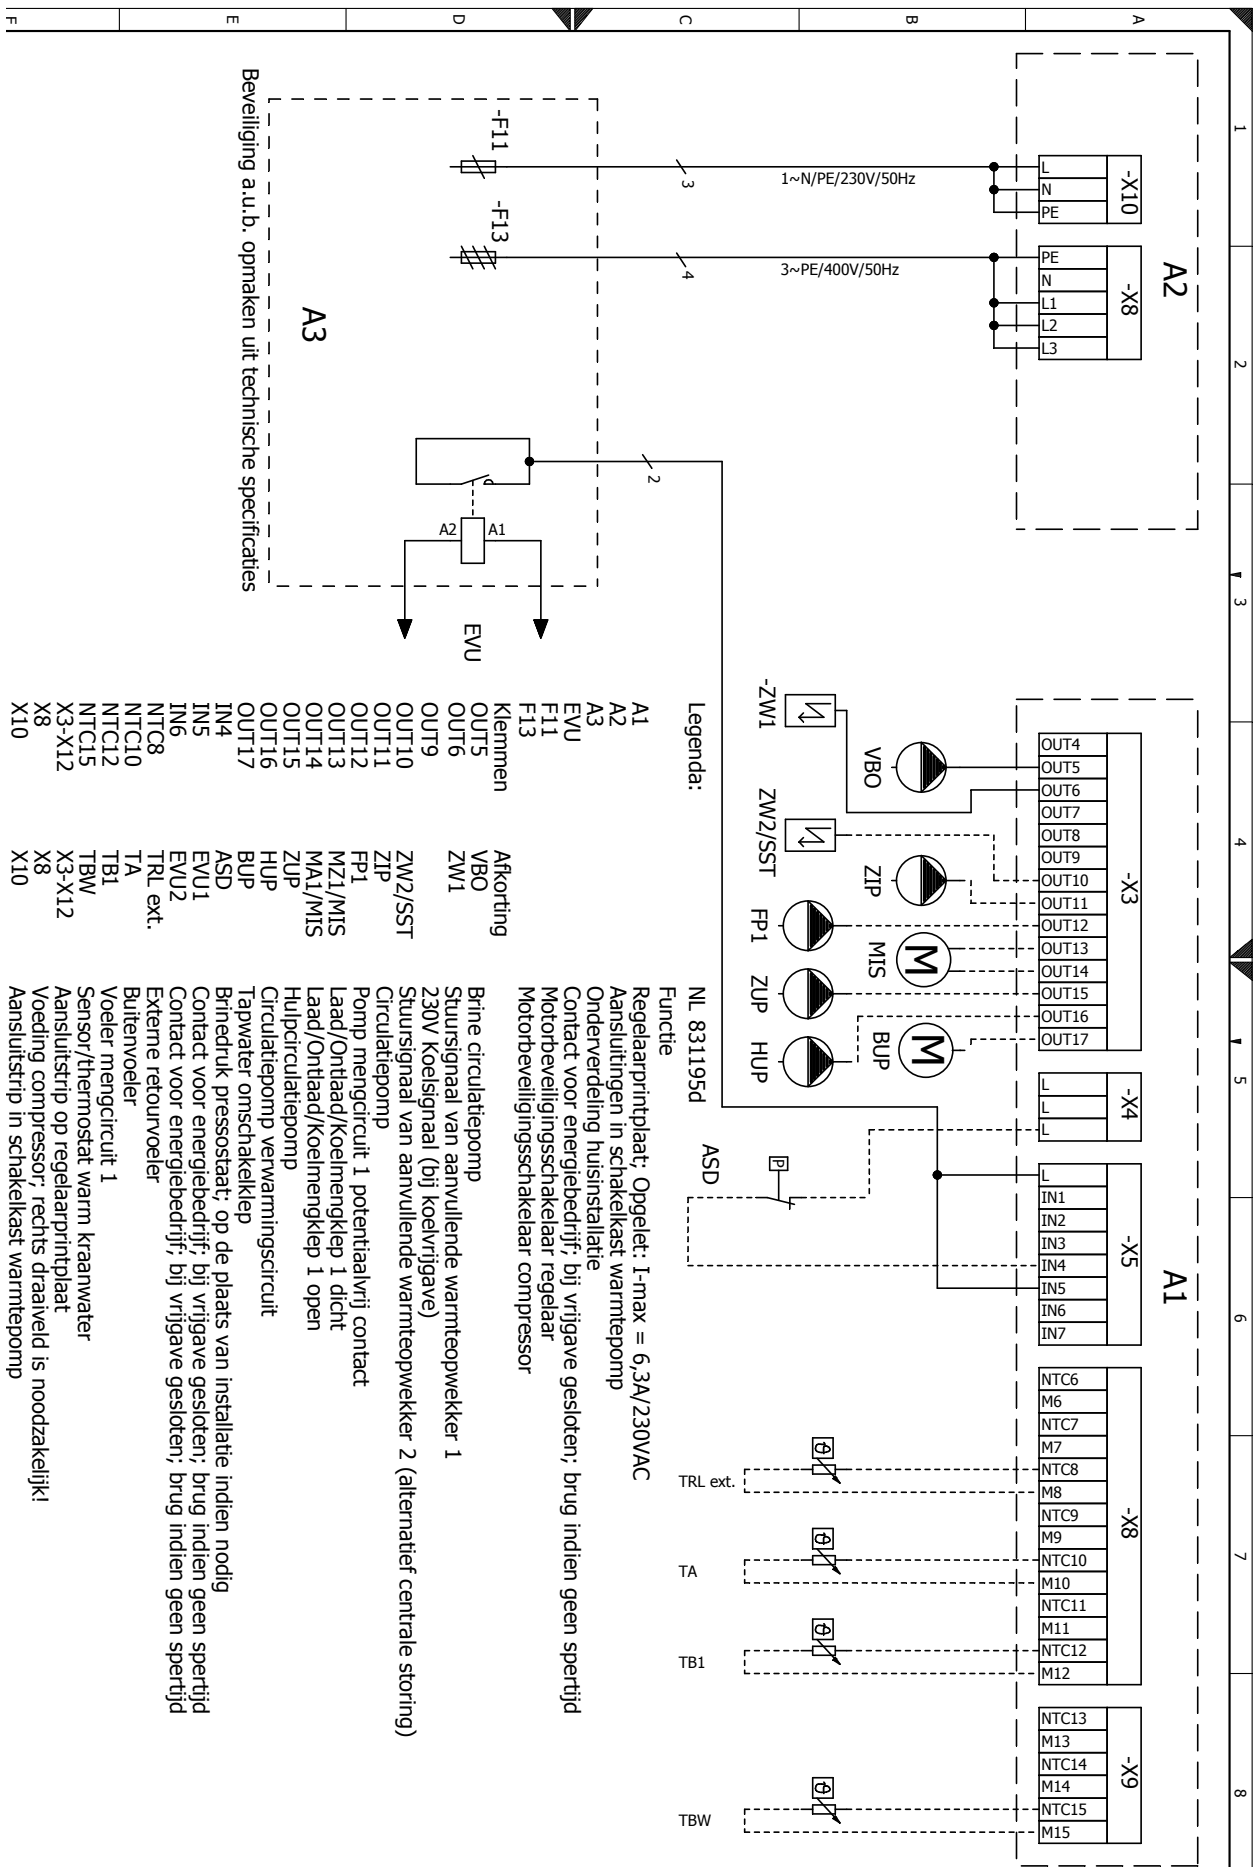 1 2 3 4 5 6 7 8
A
B
C
D
E
F
A2
A1
-X10
-X8
-X3
-X4
-X5
-X8
-X9
L
N
PE
PE
N
L1
L2
L3
OUT4
OUT5
OUT6
OUT7
OUT8
OUT9
OUT10
OUT11
OUT12
OUT13
OUT14
OUT15
OUT16
OUT17
L
L
L
L
IN1
IN2
IN3
IN4
IN5
IN6
IN7
NTC6
M6
NTC7
M7
NTC8
M8
NTC9
M9
NTC10
M10
NTC11
M11
NTC12
M12
NTC13
M13
NTC14
M14
NTC15
M15
1~N/PE/230V/50Hz
3~PE/400V/50Hz
3
4
2
M
M
VBO
ZIP
MIS
BUP
-ZW1
ZW2/SST
FP1
ZUP
HUP
P
ASD
ϑ
ϑ
ϑ
ϑ
TRL ext.
TA
TB1
TBW
-F11
-F13
A1
A2
EVU
A3
Beveiliging a.u.b. opmaken uit technische specificaties
Legenda: NL 831195d
Functie
A1 Regelaarprintplaat; Opgelet: I-max = 6,3A/230VAC
A2 Aansluitingen in schakelkast warmtepomp
A3 Onderverdeling huisinstallatie
EVU Contact voor energiebedrijf; bij vrijgave gesloten; brug indien geen spertijd
F11 Motorbeveiligingsschakelaar regelaar
F13 Motorbeveiligingsschakelaar compressor
Klemmen Afkorting
OUT5 VBO Brine circulatiepomp
OUT6 ZW1 Stuursignaal van aanvullende warmteopwekker 1
OUT9 230V Koelsignaal (bij koelvrijgave)
OUT10 ZW2/SST Stuursignaal van aanvullende warmteopwekker 2 (alternatief centrale storing)
OUT11 ZIP Circulatiepomp
OUT12 FP1 Pomp mengcircuit 1 potentiaalvrij contact
OUT13 MZ1/MIS Laad/Ontlaad/Koelmengklep 1 dicht
OUT14 MA1/MIS Laad/Ontlaad/Koelmengklep 1 open
OUT15 ZUP Hulpcirculatiepomp
OUT16 HUP Circulatiepomp verwarmingscircuit
OUT17 BUP Tapwater omschakelklep
IN4 ASD Brinedruk pressostaat; op de plaats van installatie indien nodig
IN5 EVU1 Contact voor energiebedrijf; bij vrijgave gesloten; brug indien geen spertijd
IN6 EVU2 Contact voor energiebedrijf; bij vrijgave gesloten; brug indien geen spertijd
NTC8 TRL ext. Externe retourvoeler
NTC10 TA Buitenvoeler
NTC12 TB1 Voeler mengcircuit 1
NTC15 TBW Sensor/thermostat warm kraanwater
X3-X12 X3-X12 Aansluitstrip op regelaarprintplaat
X8 X8 Voeding compressor; rechts draaiveld is noodzakelijk!
X10 X10 Aansluitstrip in schakelkast warmtepomp